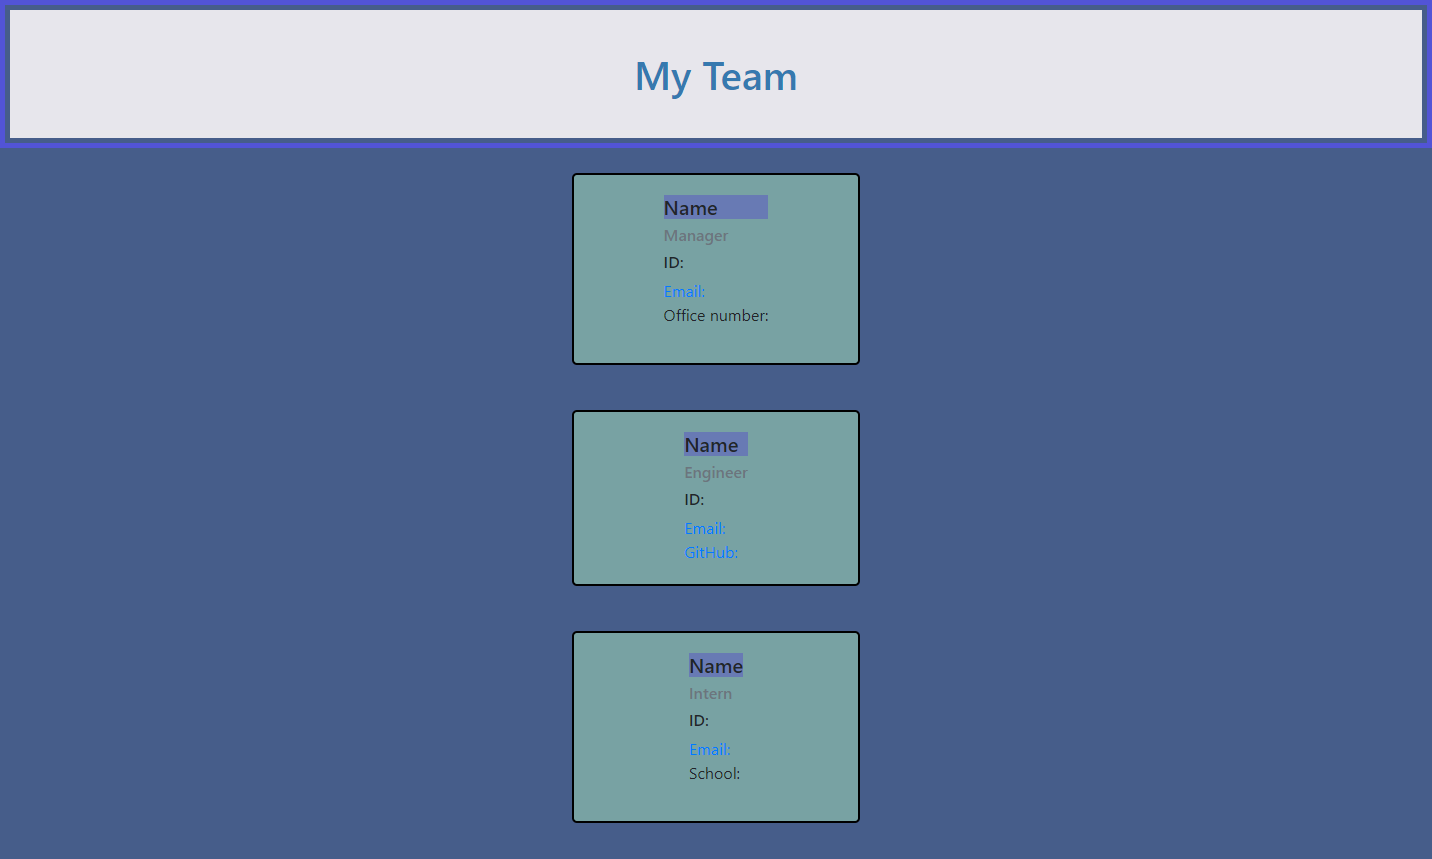 My Team
Name
Manager
ID:
Email:
Office number:
Name
Engineer
ID:
Email:
GitHub:
Name
Intern
ID:
Email:
School: